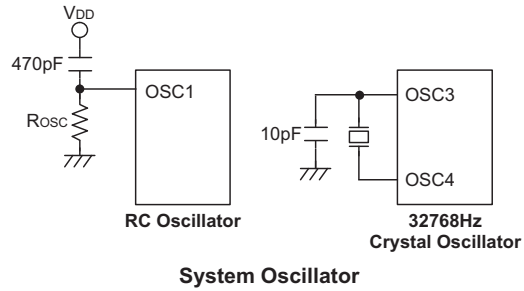 VDD
470pF
OSC1
ROSC
RC Oscillator
OSC3
10pF
OSC4
32768Hz
Crystal Oscillator
System Oscillator